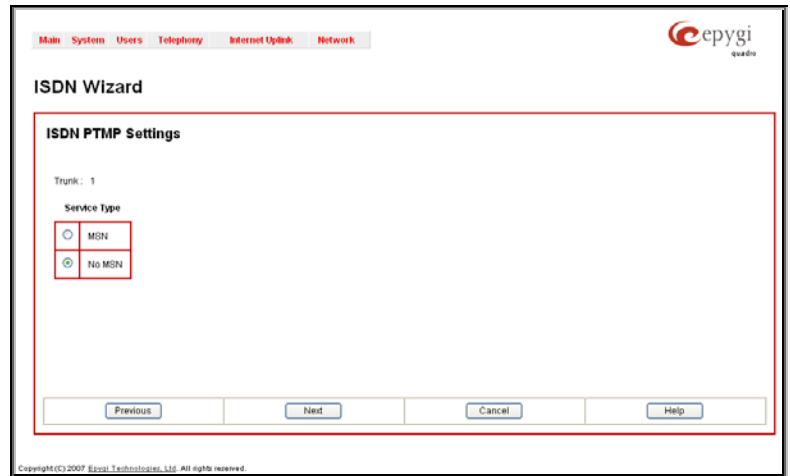 Main System Users Telephony Internet Uplink Network
epygi
quadro
ISDN Wizard
ISDN PTMP Settings
Trunk: 1
Service Type
MSN
No MSN
Previous Next Cancel Help
Copyright (C) 2007 Epygi Technologies, Ltd. All rights reserved.